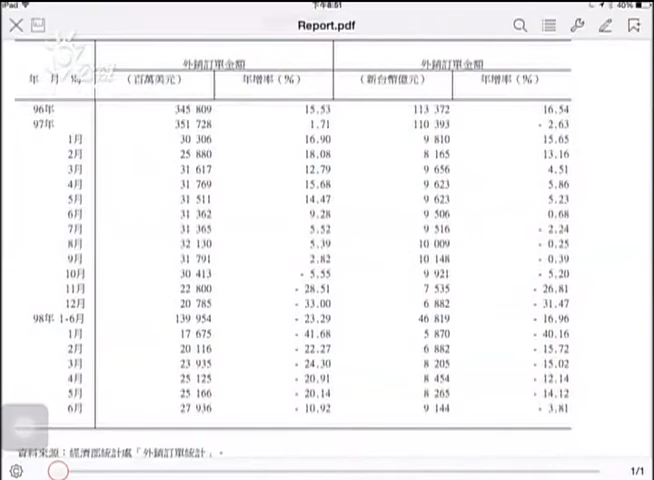 iPad 下午8:51 40%
Report.pdf
外銷訂單金額 外銷訂單金額
年 月 (百萬美元) 年增率(%) (新台幣億元) 年增率(%)
96年 345 809 15.53 113 372 16.54
97年 351 728 1.71 110 393 - 2.63
1月 30 306 16.90 9 810 15.65
2月 25 880 18.08 8 165 13.16
3月 31 617 12.79 9 656 4.51
4月 31 769 15.68 9 623 5.86
5月 31 511 14.47 9 623 5.23
6月 31 362 9.28 9 506 0.68
7月 31 365 5.52 9 516 - 2.24
8月 32 130 5.39 10 009 - 0.25
9月 31 791 2.82 10 148 - 0.39
10月 30 413 - 5.55 9 921 - 5.20
11月 22 800 - 28.51 7 535 - 26.81
12月 20 785 - 33.00 6 882 - 31.47
98年 1-6月 139 954 - 23.29 46 819 - 16.96
1月 17 675 - 41.68 5 870 - 40.16
2月 20 116 - 22.27 6 882 - 15.72
3月 23 935 - 24.30 8 205 - 15.02
4月 25 125 - 20.91 8 454 - 12.14
5月 25 166 - 20.14 8 265 - 14.12
6月 27 936 - 10.92 9 144 - 3.81
資料來源：經濟部統計處「外銷訂單統計」。
1/1